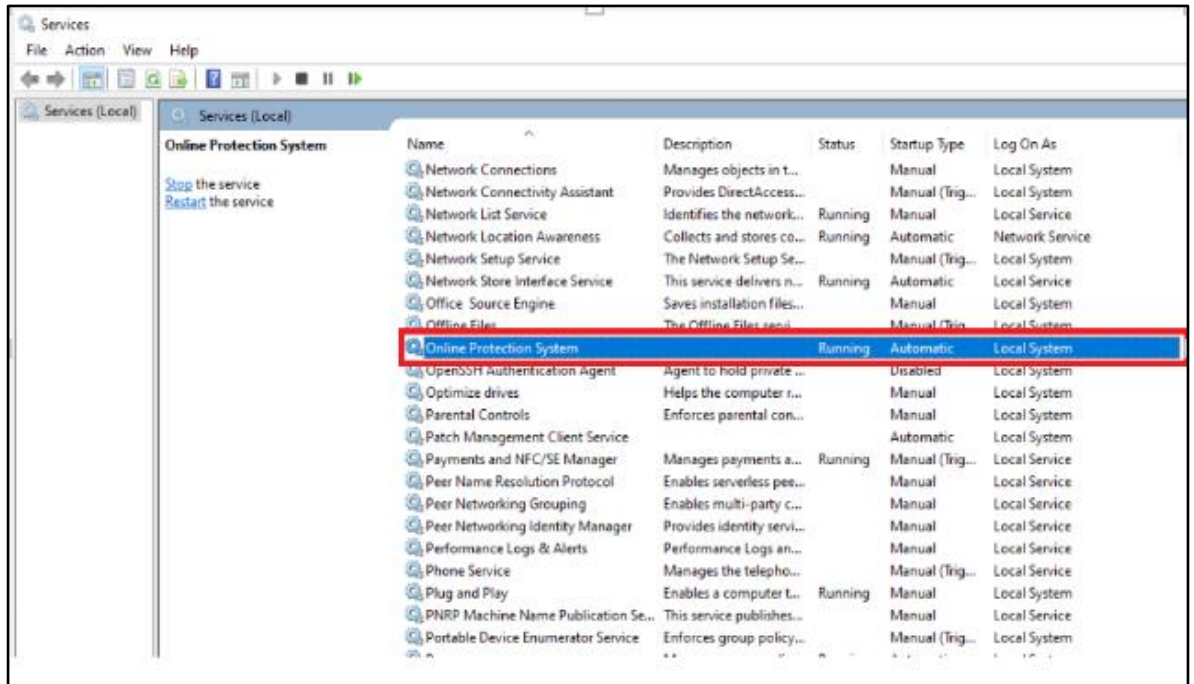 Services
File Action View Help
Services (Local)
Services (Local)
Online Protection System
Stop the service
Restart the service
Name Description Status Startup Type Log On As
Network Connections Manages objects in t... Manual Local System
Network Connectivity Assistant Provides DirectAccess... Manual (Trig... Local System
Network List Service Identifies the network... Running Manual Local Service
Network Location Awareness Collects and stores co... Running Automatic Network Service
Network Setup Service The Network Setup Se... Manual (Trig... Local System
Network Store Interface Service This service delivers n... Running Automatic Local Service
Office Source Engine Saves installation files... Manual Local System
Offline Files The Offline Files servi... Manual (Trig... Local System
Online Protection System Running Automatic Local System
OpenSSH Authentication Agent Agent to hold private ... Disabled Local System
Optimize drives Helps the computer r... Manual Local System
Parental Controls Enforces parental con... Manual Local System
Patch Management Client Service Automatic Local System
Payments and NFC/SE Manager Manages payments a... Running Manual (Trig... Local Service
Peer Name Resolution Protocol Enables serverless pee... Manual Local Service
Peer Networking Grouping Enables multi-party c... Manual Local Service
Peer Networking Identity Manager Provides identity servi... Manual Local Service
Performance Logs & Alerts Performance Logs an... Manual Local Service
Phone Service Manages the telepho... Manual (Trig... Local Service
Plug and Play Enables a computer t... Running Manual Local System
PNRP Machine Name Publication Se... This service publishes... Manual Local Service
Portable Device Enumerator Service Enforces group policy... Manual (Trig... Local System